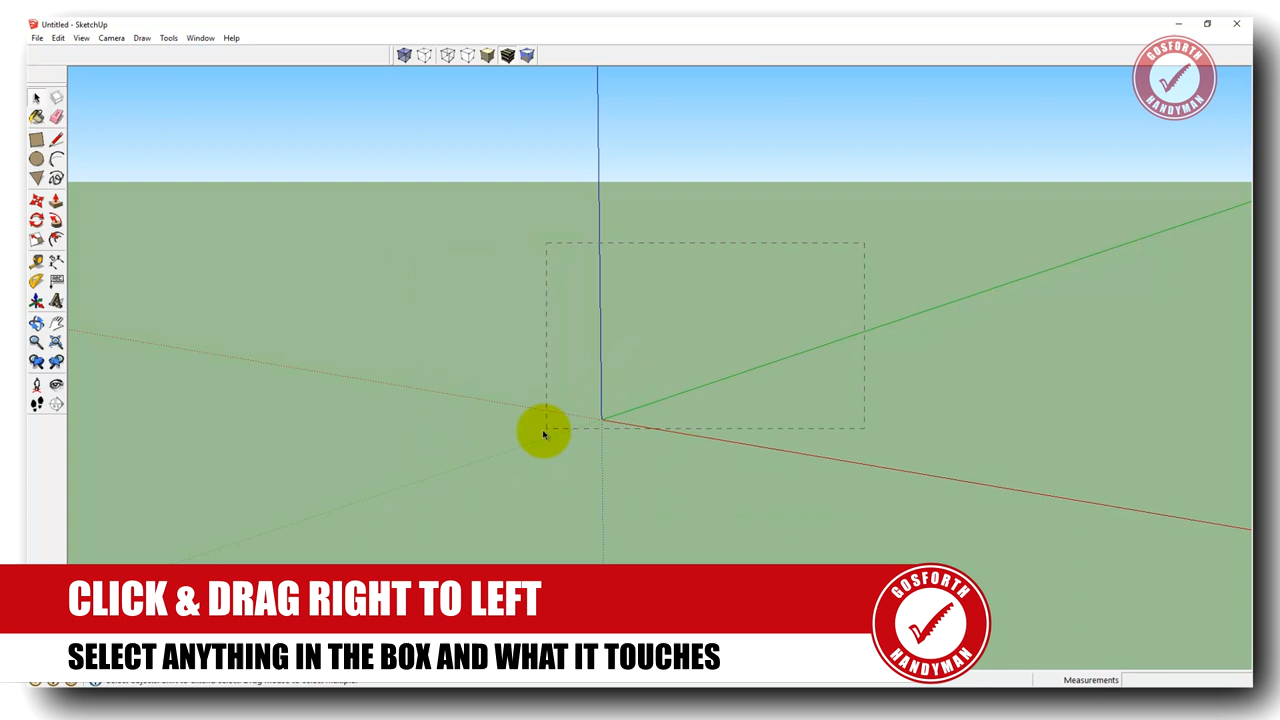 Untitled - SketchUp
File Edit View Camera Draw Tools Window Help
GOSFORTH
HANDYMAN
CLICK & DRAG RIGHT TO LEFT
SELECT ANYTHING IN THE BOX AND WHAT IT TOUCHES
GOSFORTH
HANDYMAN
Measurements